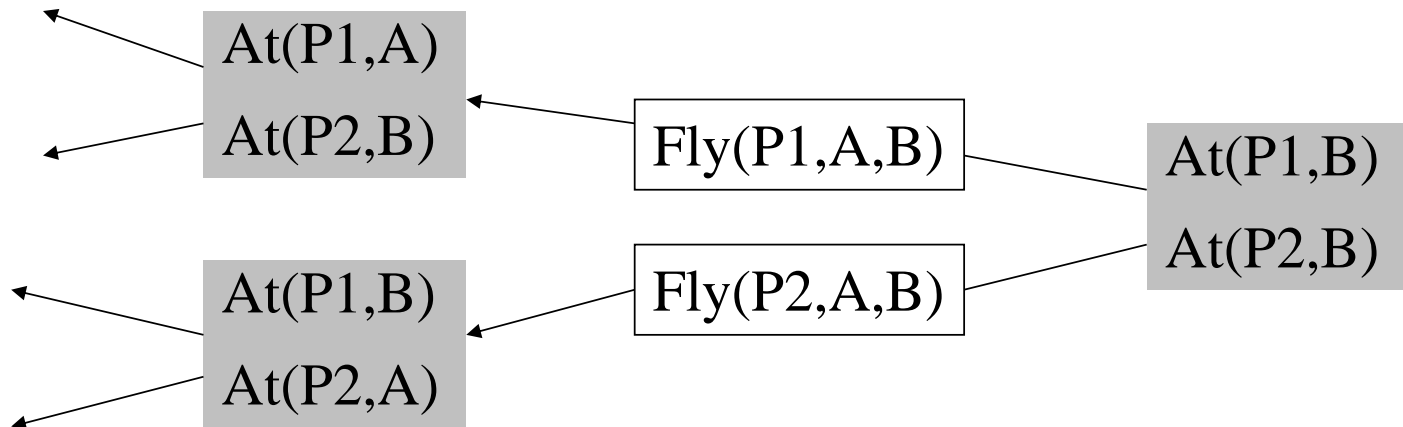 At(P1,A)
At(P2,B)
Fly(P1,A,B)
At(P1,B)
At(P2,B)
Fly(P2,A,B)
At(P1,B)
At(P2,A)